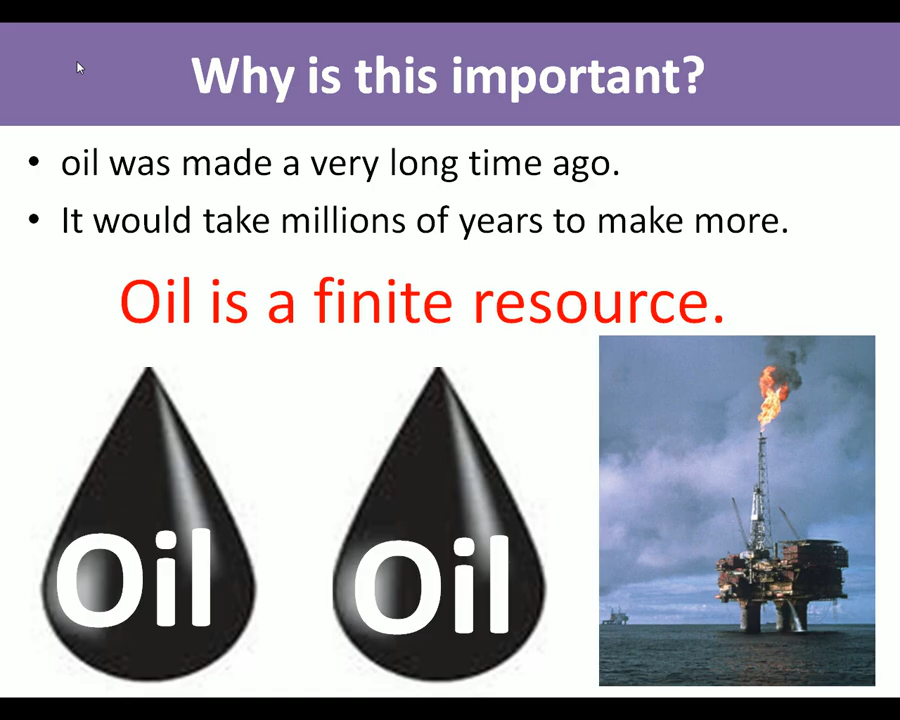 Why is this important?
• oil was made a very long time ago.
• It would take millions of years to make more.
Oil is a finite resource.
Oil
Oil